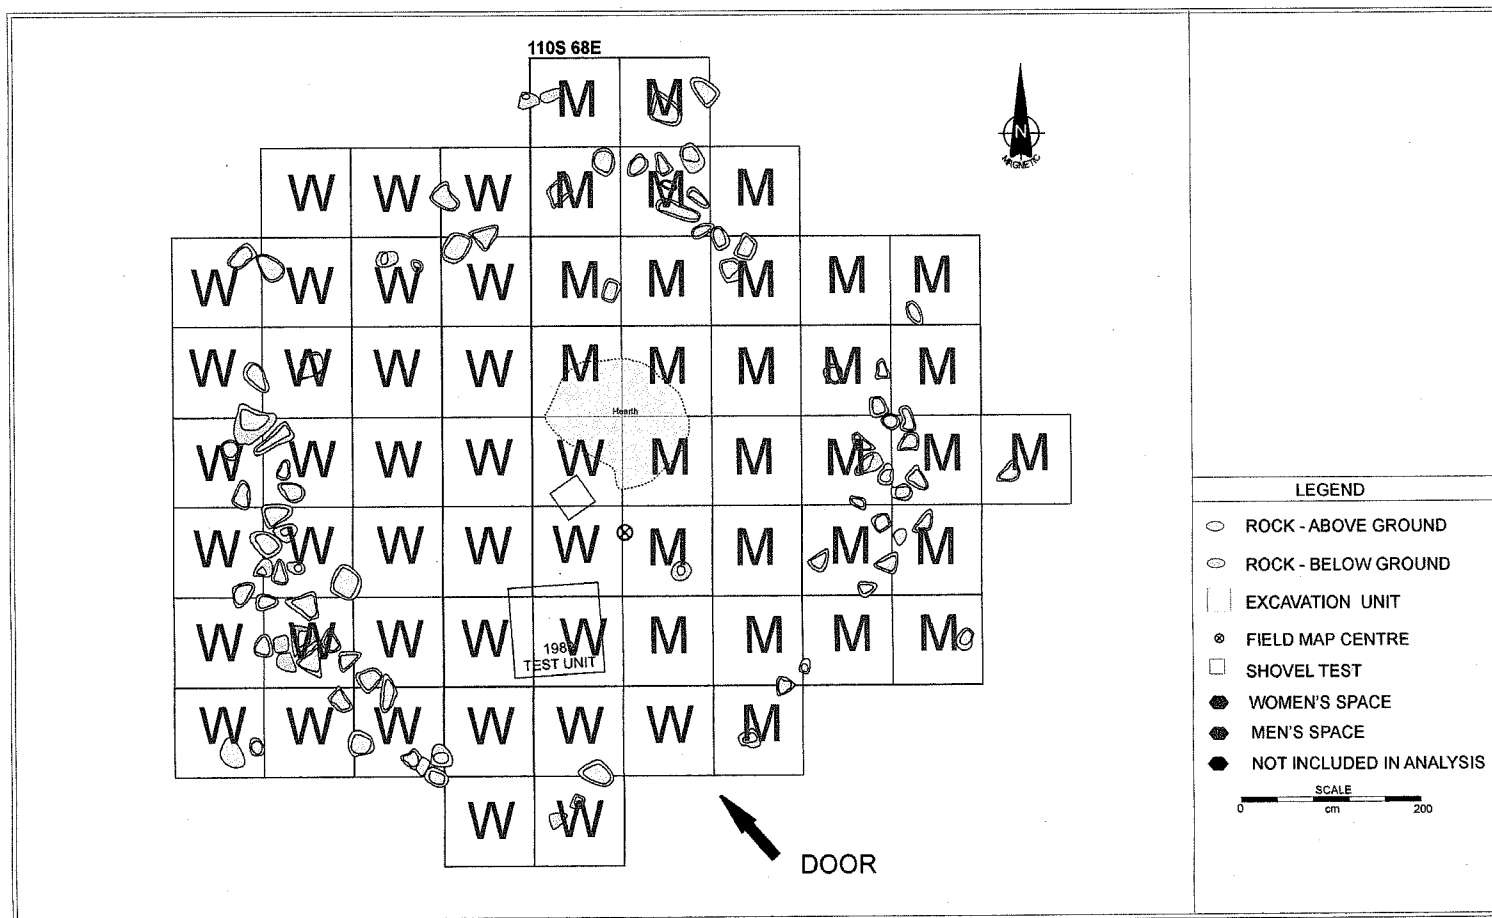 110S 68E
M M
W W W M M M
W W W W M M M M M
W W W W M M M M M
Hearth
W W W W W M M M M M
W W W W W M M M M
W W W W W M M M M
TEST UNIT
W W W W W W M
W W
DOOR
N
MAGNETIC
LEGEND
ROCK - ABOVE GROUND
ROCK - BELOW GROUND
EXCAVATION UNIT
FIELD MAP CENTRE
SHOVEL TEST
WOMEN'S SPACE
MEN'S SPACE
NOT INCLUDED IN ANALYSIS
SCALE
0 cm 200